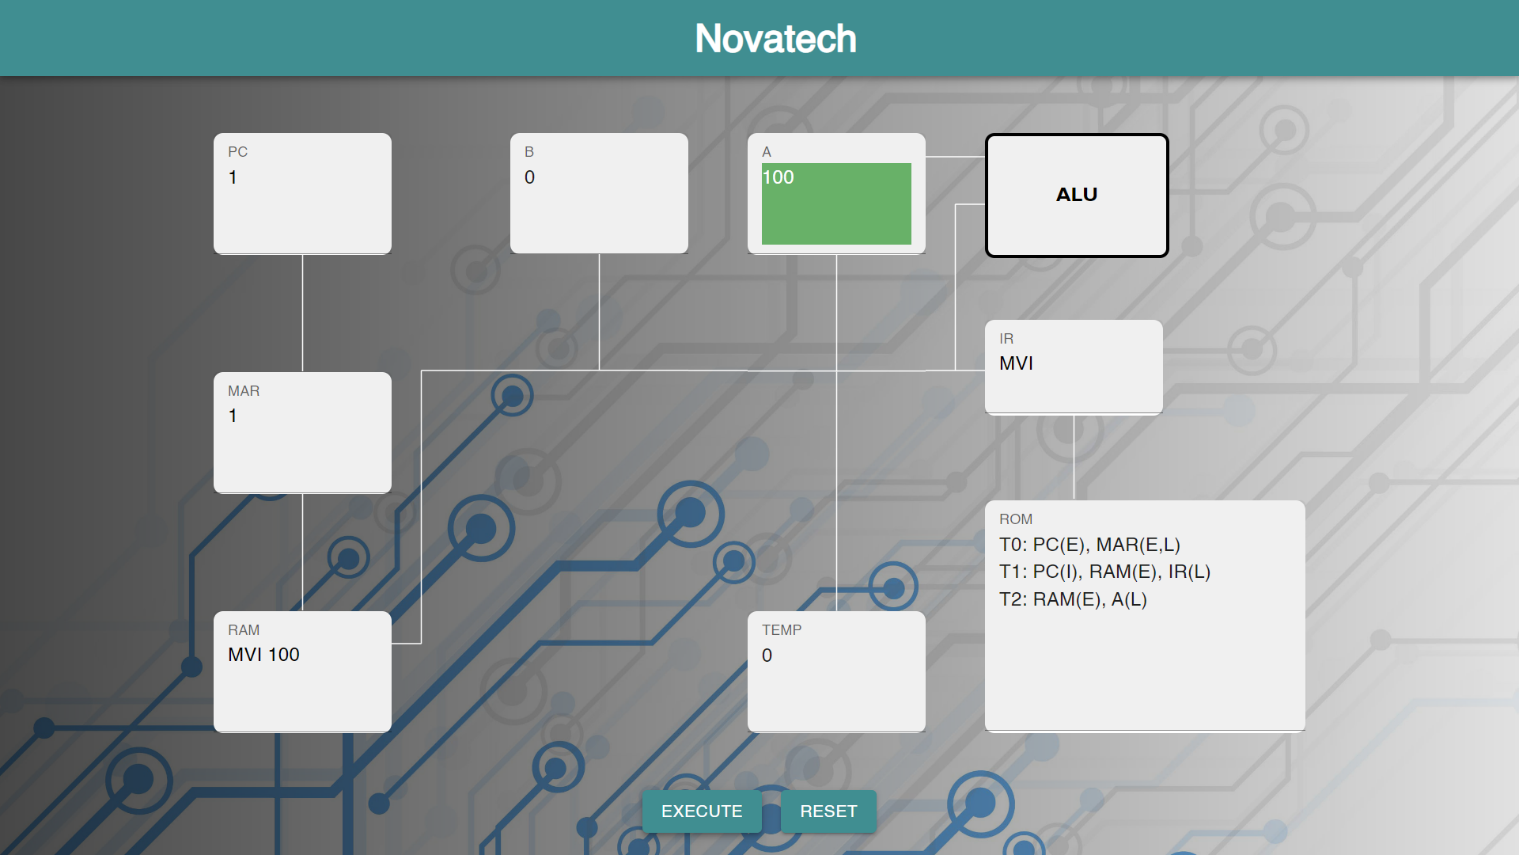 Novatech
PC
1
B
0
A
100
ALU
IR
MVI
MAR
1
ROM
T0: PC(E), MAR(E,L)
T1: PC(I), RAM(E), IR(L)
T2: RAM(E), A(L)
RAM
MVI 100
TEMP
0
EXECUTE
RESET